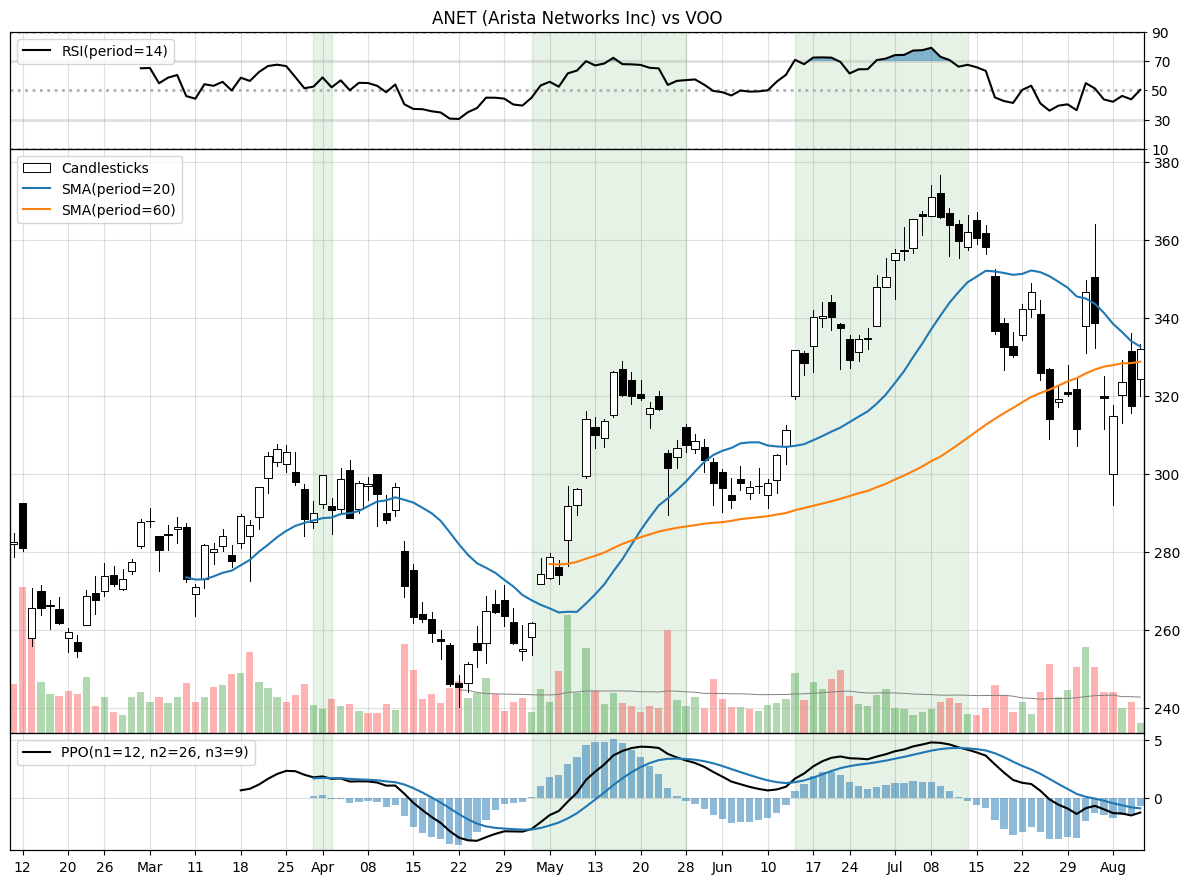 ANET (Arista Networks Inc) vs VOO
RSI(period=14)
90
70
50
30
10
Candlesticks
SMA(period=20)
SMA(period=60)
380
360
340
320
300
280
260
240
PPO(n1=12, n2=26, n3=9)
5
0
12 20 26 Mar 11 18 25 Apr 08 15 22 29 May 13 20 28 Jun 10 17 24 Jul 08 15 22 29 Aug